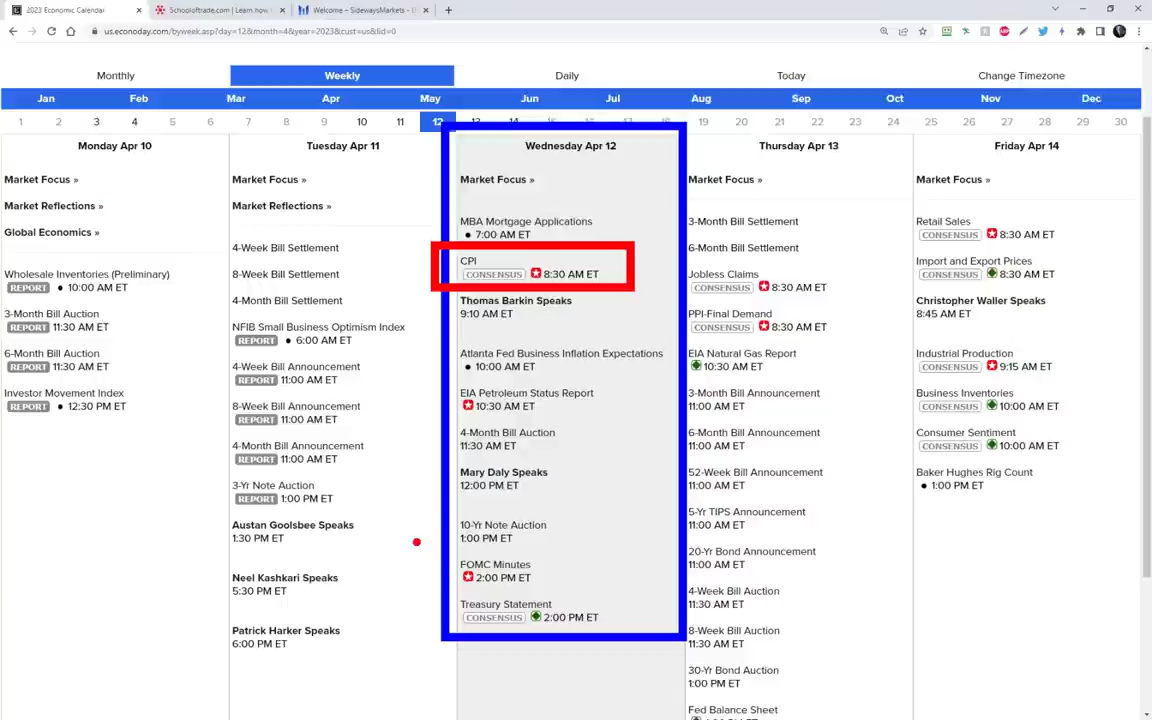 2023 Economic Calendar
Schooloftrade.com | Learn how
Welcome – SidewaysMarkets - D
us.econoday.com/byweek.asp?day=12&month=4&year=2023&cust=us&lid=0
Monthly
Weekly
Daily
Today
Change Timezone
Jan Feb Mar Apr May Jun Jul Aug Sep Oct Nov Dec
1 2 3 4 5 6 7 8 9 10 11 12 13 14 15 16 17 18 19 20 21 22 23 24 25 26 27 28 29 30
Monday Apr 10
Market Focus »
Market Reflections »
Global Economics »
Wholesale Inventories (Preliminary)
REPORT ● 10:00 AM ET
3-Month Bill Auction
REPORT 11:30 AM ET
6-Month Bill Auction
REPORT 11:30 AM ET
Investor Movement Index
REPORT ● 12:30 PM ET
Tuesday Apr 11
Market Focus »
Market Reflections »
4-Week Bill Settlement
8-Week Bill Settlement
4-Month Bill Settlement
NFIB Small Business Optimism Index
REPORT ● 6:00 AM ET
4-Week Bill Announcement
REPORT 11:00 AM ET
8-Week Bill Announcement
REPORT 11:00 AM ET
4-Month Bill Announcement
REPORT 11:00 AM ET
3-Yr Note Auction
REPORT 1:00 PM ET
Austan Goolsbee Speaks
1:30 PM ET
Neel Kashkari Speaks
5:30 PM ET
Patrick Harker Speaks
6:00 PM ET
Wednesday Apr 12
Market Focus »
MBA Mortgage Applications
● 7:00 AM ET
CPI
CONSENSUS 8:30 AM ET
Thomas Barkin Speaks
9:10 AM ET
Atlanta Fed Business Inflation Expectations
● 10:00 AM ET
EIA Petroleum Status Report
10:30 AM ET
4-Month Bill Auction
11:30 AM ET
Mary Daly Speaks
12:00 PM ET
10-Yr Note Auction
1:00 PM ET
FOMC Minutes
2:00 PM ET
Treasury Statement
CONSENSUS 2:00 PM ET
Thursday Apr 13
Market Focus »
3-Month Bill Settlement
6-Month Bill Settlement
Jobless Claims
CONSENSUS 8:30 AM ET
PPI-Final Demand
CONSENSUS 8:30 AM ET
EIA Natural Gas Report
10:30 AM ET
3-Month Bill Announcement
11:00 AM ET
6-Month Bill Announcement
11:00 AM ET
52-Week Bill Announcement
11:00 AM ET
5-Yr TIPS Announcement
11:00 AM ET
20-Yr Bond Announcement
11:00 AM ET
4-Week Bill Auction
11:30 AM ET
8-Week Bill Auction
11:30 AM ET
30-Yr Bond Auction
1:00 PM ET
Fed Balance Sheet
Friday Apr 14
Market Focus »
Retail Sales
CONSENSUS 8:30 AM ET
Import and Export Prices
CONSENSUS 8:30 AM ET
Christopher Waller Speaks
8:45 AM ET
Industrial Production
CONSENSUS 9:15 AM ET
Business Inventories
CONSENSUS 10:00 AM ET
Consumer Sentiment
CONSENSUS 10:00 AM ET
Baker Hughes Rig Count
● 1:00 PM ET